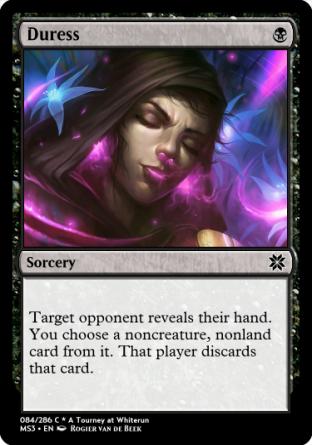 Duress
Sorcery
Target opponent reveals their hand.
You choose a noncreature, nonland
card from it. That player discards
that card.
084/286 C * A Tourney at Whiterun
MS3 • EN Rogier van de Beek